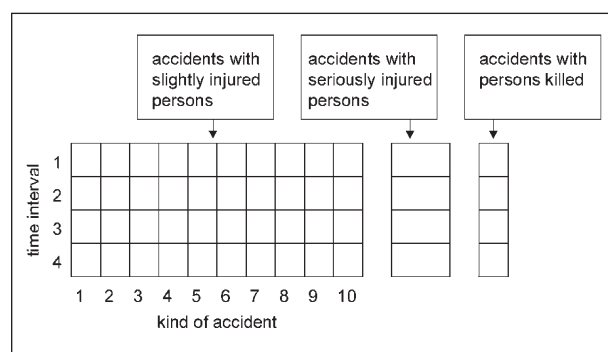 accidents with
slightly injured
persons
accidents with
seriously injured
persons
accidents with
persons killed
time interval
1
2
3
4
1 2 3 4 5 6 7 8 9 10
kind of accident